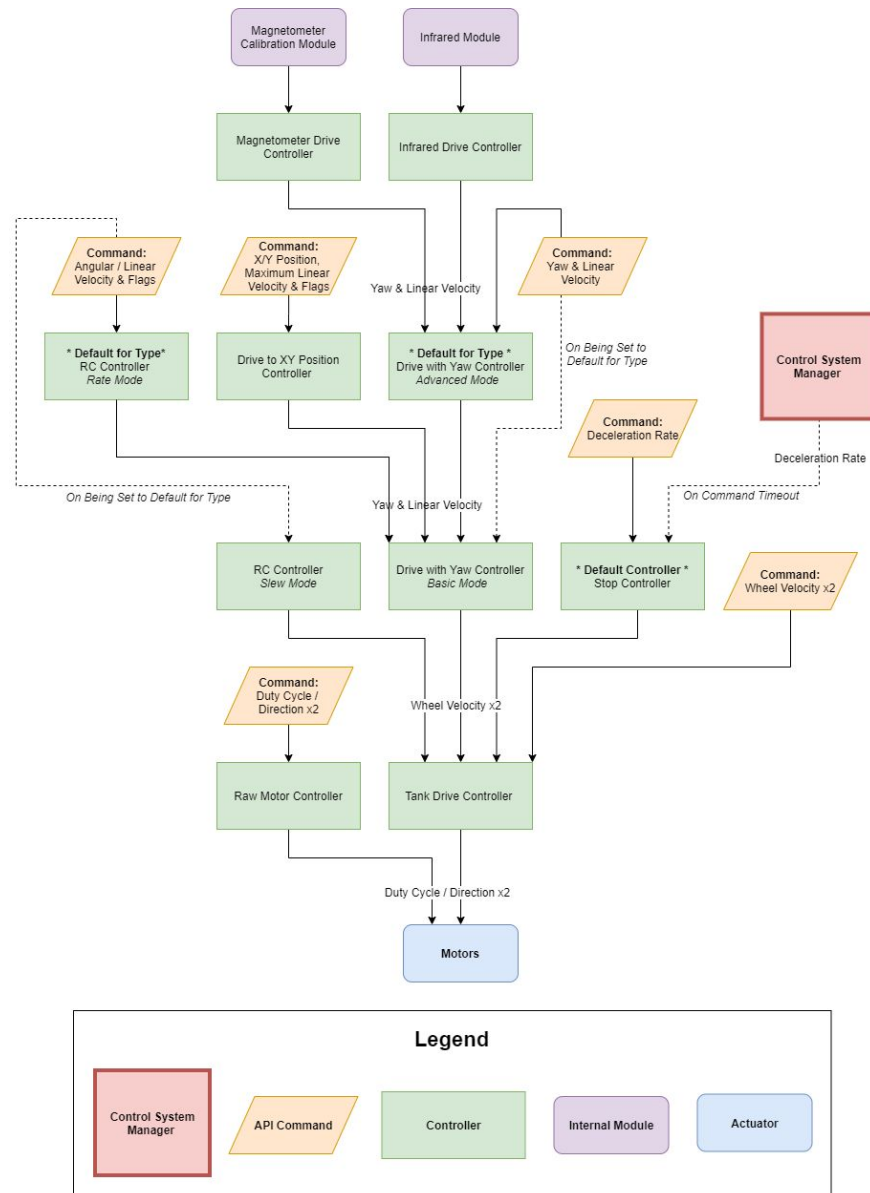 Magnetometer
Calibration Module
Infrared Module
Magnetometer Drive
Controller
Infrared Drive Controller
Command:
Angular / Linear
Velocity & Flags
Command:
X/Y Position,
Maximum Linear
Velocity & Flags
Yaw & Linear Velocity
Command:
Yaw & Linear
Velocity
* Default for Type*
RC Controller
Rate Mode
Drive to XY Position
Controller
* Default for Type *
Drive with Yaw Controller
Advanced Mode
On Being Set to
Default for Type
Control System
Manager
Command:
Deceleration Rate
Deceleration Rate
On Being Set to Default for Type
Yaw & Linear Velocity
On Command Timeout
RC Controller
Slew Mode
Drive with Yaw Controller
Basic Mode
* Default Controller *
Stop Controller
Command:
Wheel Velocity x2
Command:
Duty Cycle /
Direction x2
Wheel Velocity x2
Raw Motor Controller
Tank Drive Controller
Duty Cycle / Direction x2
Motors
Legend
Control System
Manager
API Command
Controller
Internal Module
Actuator